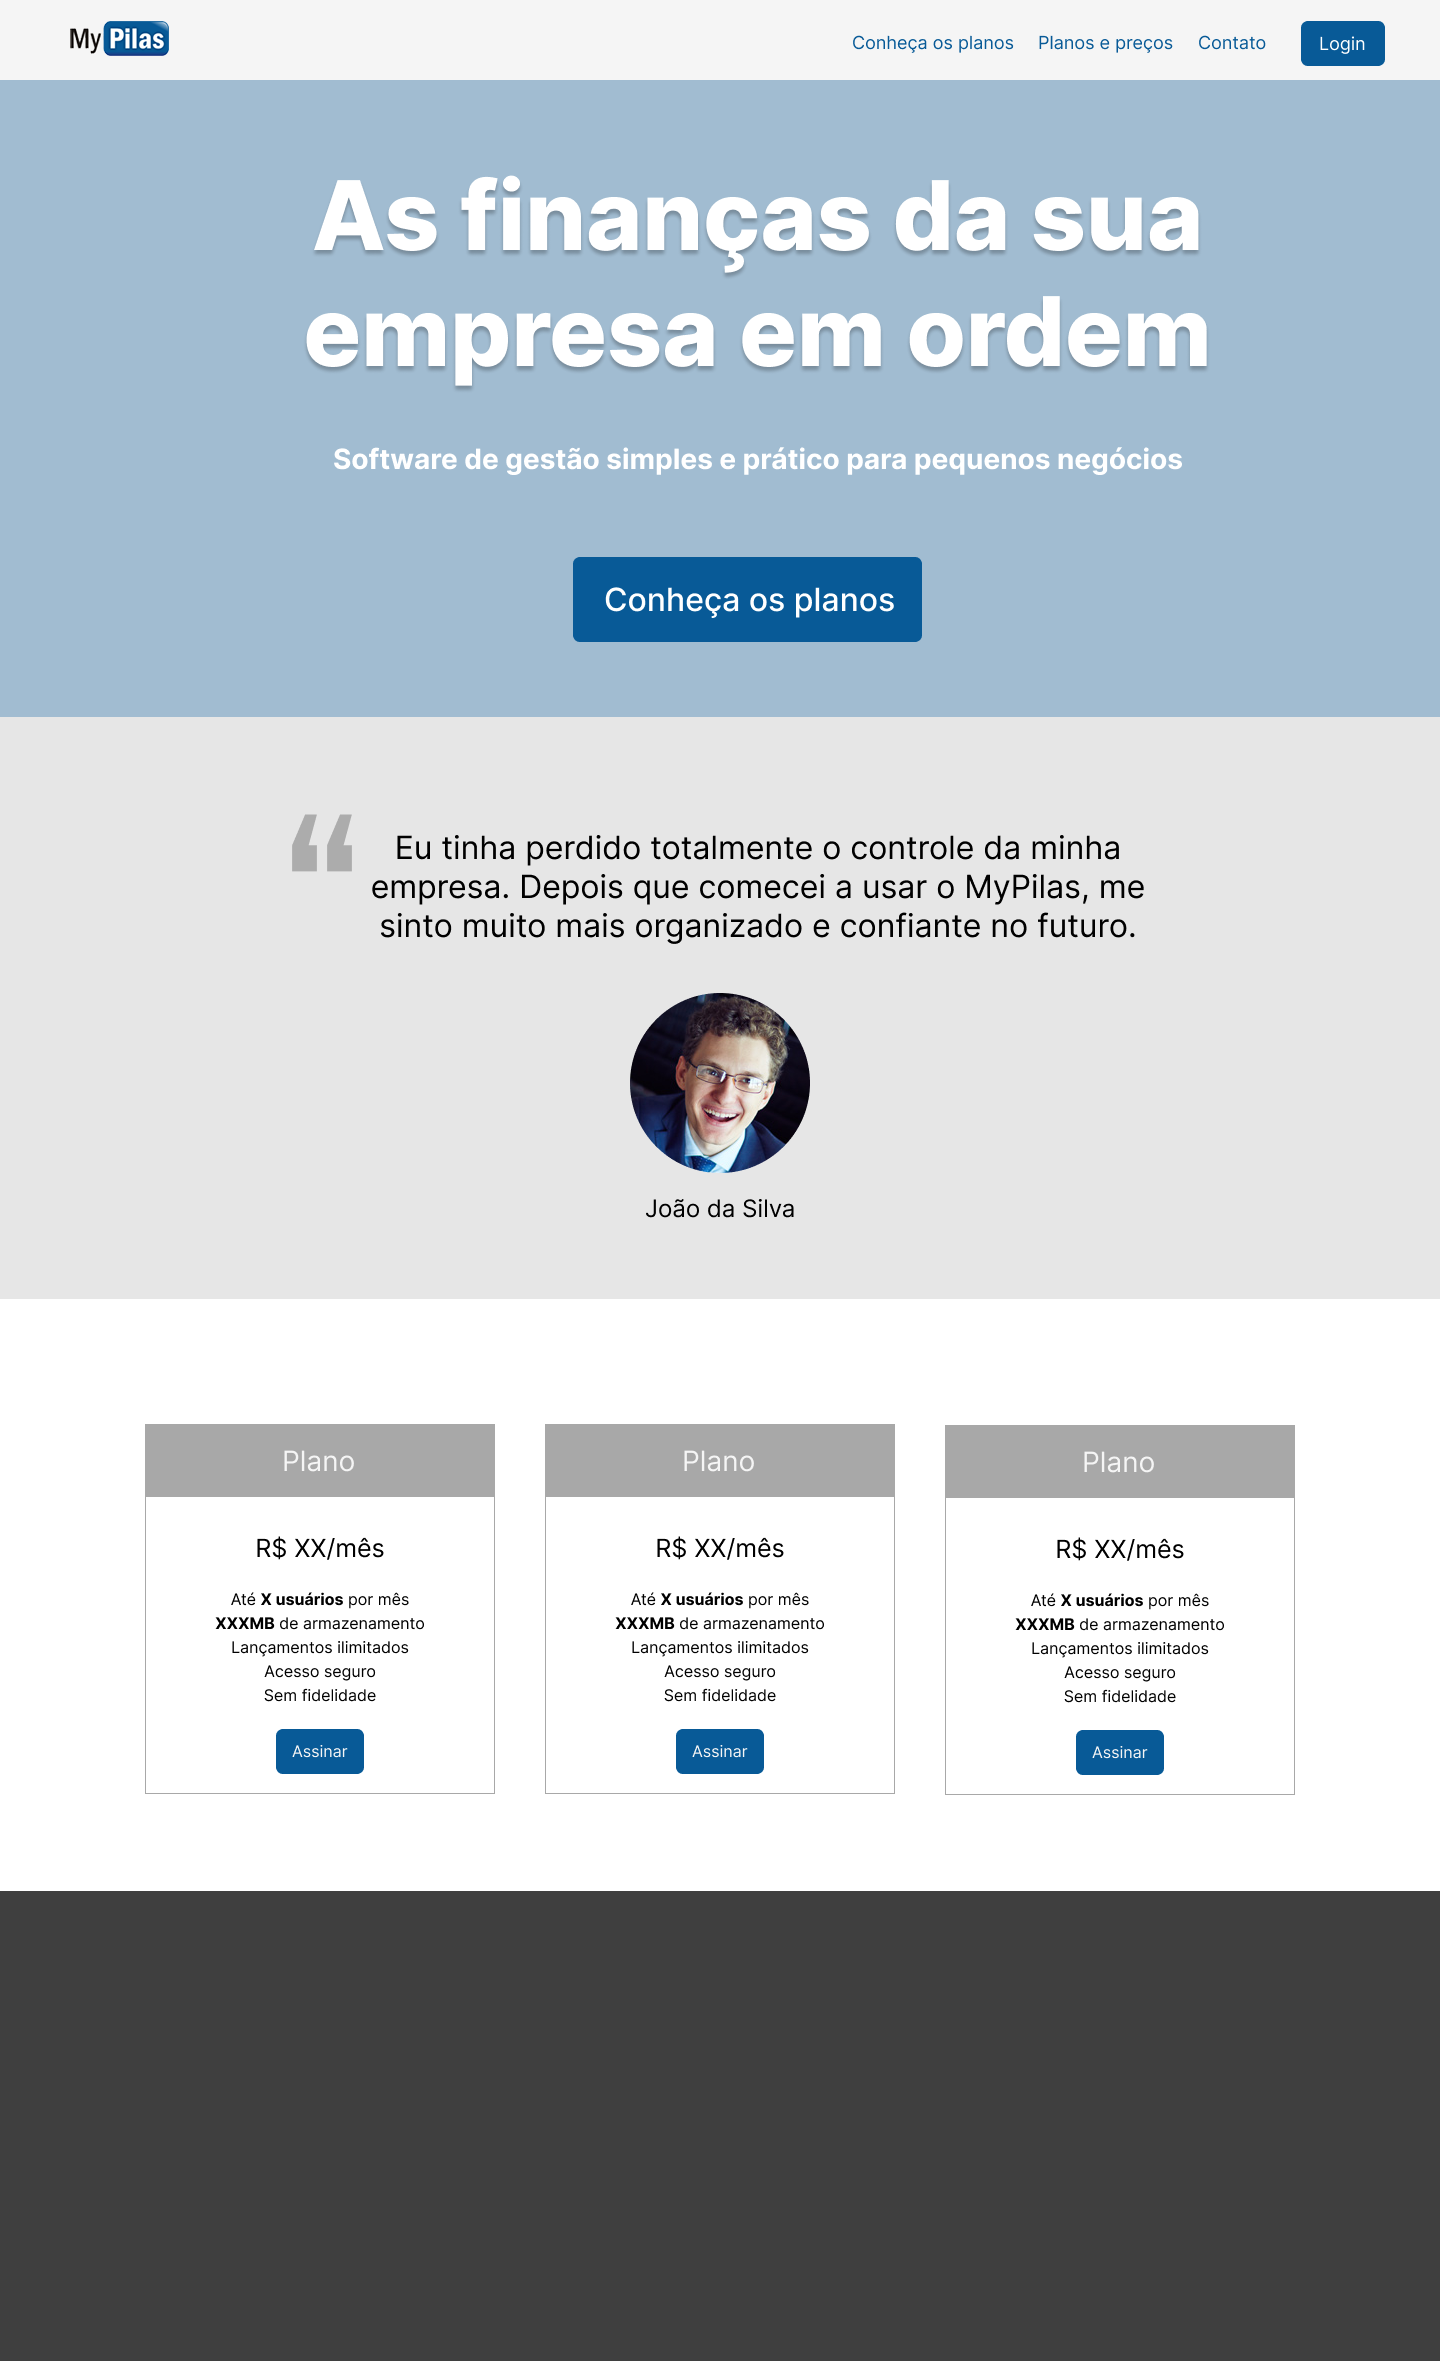 My Pilas
Conheça os planos
Planos e preços
Contato
Login
As finanças da sua
empresa em ordem
Software de gestão simples e prático para pequenos negócios
Conheça os planos
“
Eu tinha perdido totalmente o controle da minha
empresa. Depois que comecei a usar o MyPilas, me
sinto muito mais organizado e confiante no futuro.
João da Silva
Plano
R$ XX/mês
Até X usuários por mês
XXXMB de armazenamento
Lançamentos ilimitados
Acesso seguro
Sem fidelidade
Assinar
Plano
R$ XX/mês
Até X usuários por mês
XXXMB de armazenamento
Lançamentos ilimitados
Acesso seguro
Sem fidelidade
Assinar
Plano
R$ XX/mês
Até X usuários por mês
XXXMB de armazenamento
Lançamentos ilimitados
Acesso seguro
Sem fidelidade
Assinar